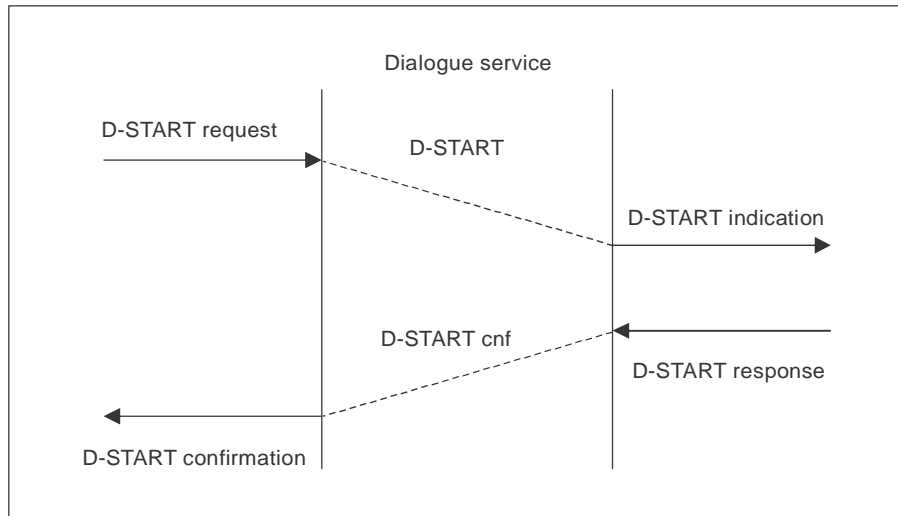 Dialogue service
D-START request
D-START
D-START indication
D-START cnf
D-START response
D-START confirmation